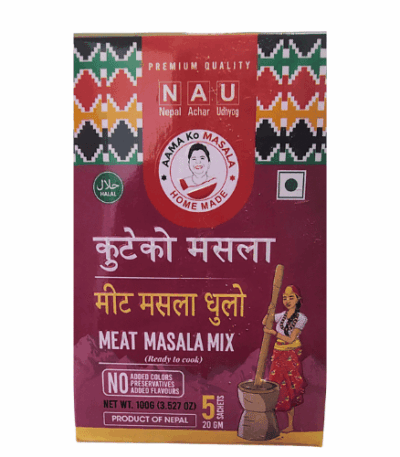 PREMIUM QUALITY
NAU
Nepal Achar Udhyog
AAMA Ko MASALA
HOME MADE
حلال
HALAL
कुटेको मसला
मीट मसला धुलो
MEAT MASALA MIX
(Ready to cook)
NO ADDED COLORS
PRESERVATIVES
ADDED FLAVOURS
NET WT. 100G (3.527 OZ)
PRODUCT OF NEPAL
5 SACHETS
20 GM